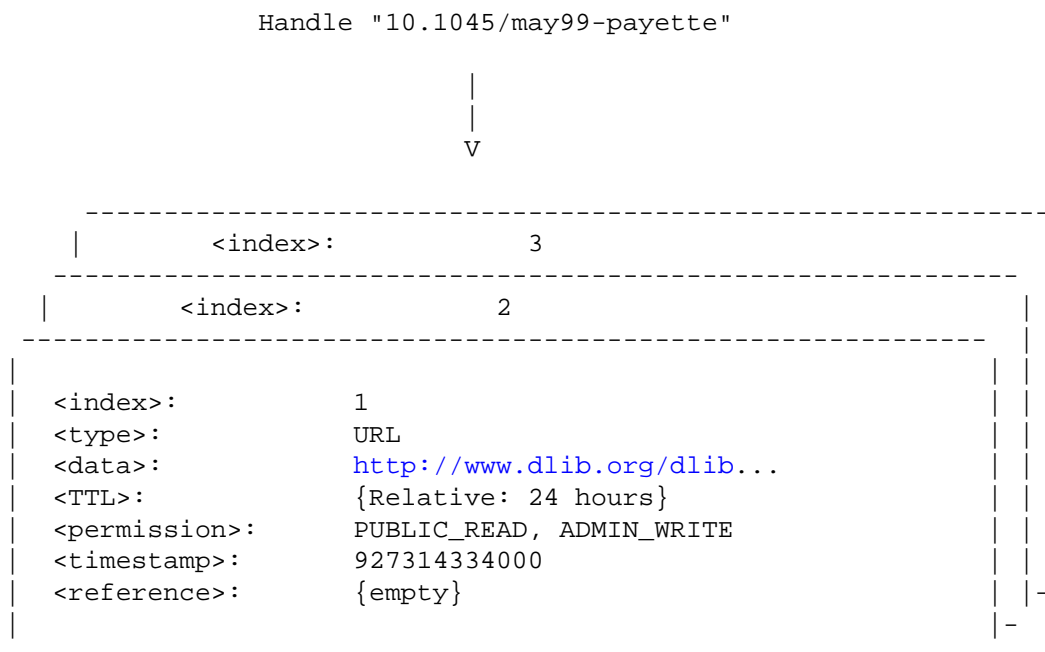 Handle "10.1045/may99-payette"
|
|
V
<index>: 3
<index>: 2
<index>: 1
<type>: URL
<data>: http://www.dlib.org/dlib...
<TTL>: {Relative: 24 hours}
<permission>: PUBLIC_READ, ADMIN_WRITE
<timestamp>: 927314334000
<reference>: {empty}